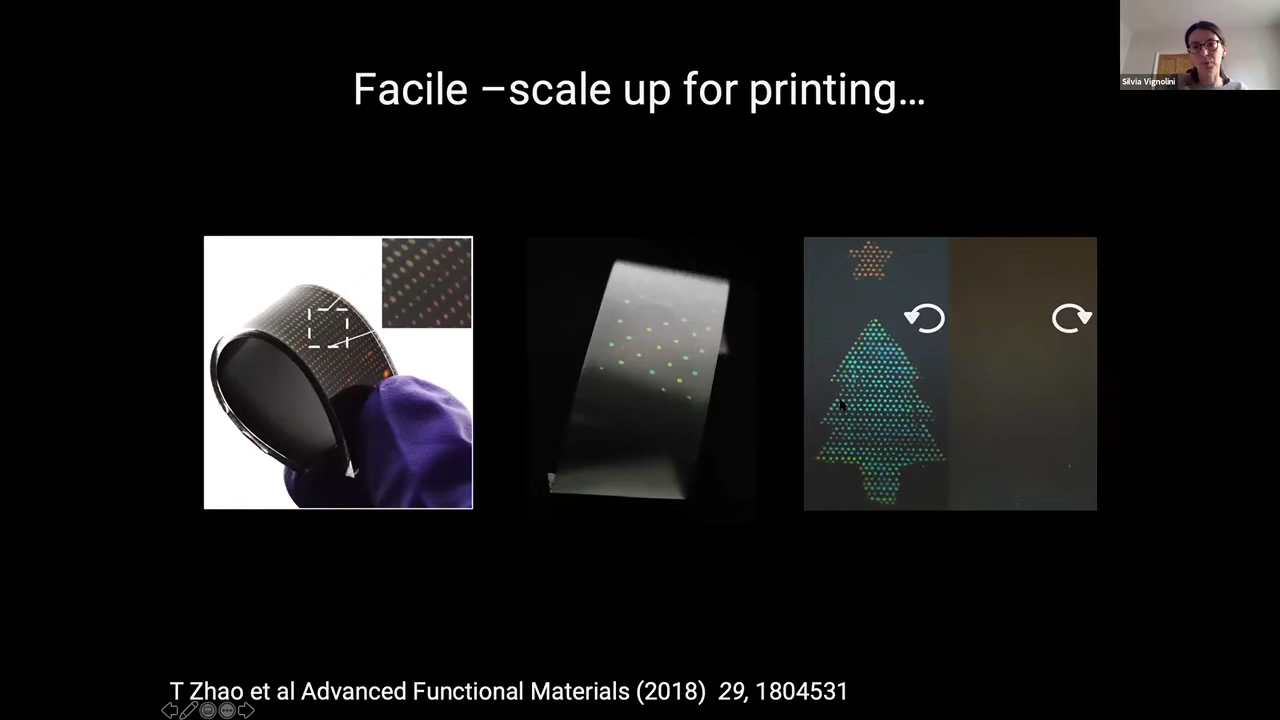 Facile –scale up for printing…
Silvia Vignolini
T Zhao et al Advanced Functional Materials (2018) 29, 1804531